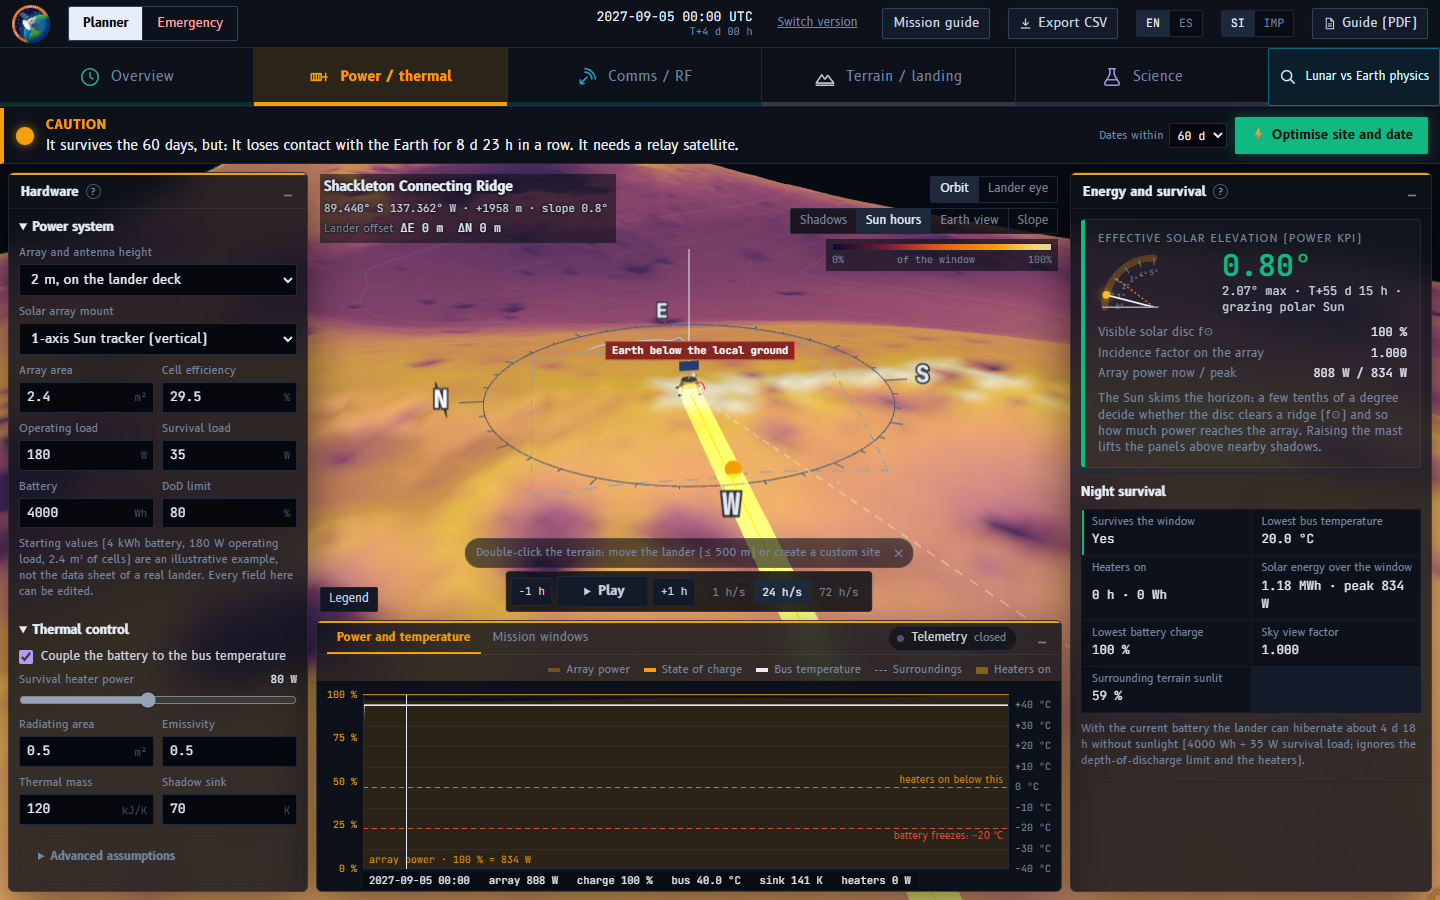 Planner
Emergency
2027-09-05 00:00 UTC
T+4 d 00 h
Switch version
Mission guide
Export CSV
EN
ES
SI
IMP
Guide (PDF)
Overview
Power / thermal
Comms / RF
Terrain / landing
Science
Lunar vs Earth physics
CAUTION
It survives the 60 days, but: It loses contact with the Earth for 8 d 23 h in a row. It needs a relay satellite.
Dates within
60 d
Optimise site and date
Hardware ?
Power system
Array and antenna height
2 m, on the lander deck
Solar array mount
1-axis Sun tracker (vertical)
Array area
Cell efficiency
2.4 m²
29.5 %
Operating load
Survival load
180 W
35 W
Battery
DoD limit
4000 Wh
80 %
Starting values (4 kWh battery, 180 W operating
load, 2.4 m² of cells) are an illustrative example,
not the data sheet of a real lander. Every field here
can be edited.
Thermal control
Couple the battery to the bus temperature
Survival heater power
80 W
Radiating area
Emissivity
0.5 m²
0.5
Thermal mass
Shadow sink
120 kJ/K
70 K
Advanced assumptions
Shackleton Connecting Ridge
89.440° S 137.362° W · +1958 m · slope 0.8°
Lander offset ΔE 0 m ΔN 0 m
Orbit
Lander eye
Shadows
Sun hours
Earth view
Slope
0%
of the window
100%
E
Earth below the local ground
N
S
W
Double-click the terrain: move the lander (≤ 500 m) or create a custom site
-1 h
Play
+1 h
1 h/s
24 h/s
72 h/s
Legend
Power and temperature
Mission windows
Telemetry closed
Array power
State of charge
Bus temperature
Surroundings
Heaters on
100 %
75 %
50 %
25 %
0 %
+40 °C
+30 °C
+20 °C
+10 °C
0 °C
-10 °C
-20 °C
-30 °C
-40 °C
heaters on below this
battery freezes: −20 °C
array power · 100 % = 834 W
2027-09-05 00:00 array 808 W charge 100 % bus 40.0 °C sink 141 K heaters 0 W
Energy and survival ?
EFFECTIVE SOLAR ELEVATION (POWER KPI)
0.80°
2.07° max · T+55 d 15 h ·
grazing polar Sun
Visible solar disc f☉
100 %
Incidence factor on the array
1.000
Array power now / peak
808 W / 834 W
The Sun skims the horizon: a few tenths of a degree
decide whether the disc clears a ridge (f☉) and so
how much power reaches the array. Raising the mast
lifts the panels above nearby shadows.
Night survival
Survives the window
Yes
Lowest bus temperature
20.0 °C
Heaters on
0 h · 0 Wh
Solar energy over the window
1.18 MWh · peak 834
W
Lowest battery charge
100 %
Sky view factor
1.000
Surrounding terrain sunlit
59 %
With the current battery the lander can hibernate about 4 d 18
h without sunlight (4000 Wh ÷ 35 W survival load; ignores the
depth-of-discharge limit and the heaters).